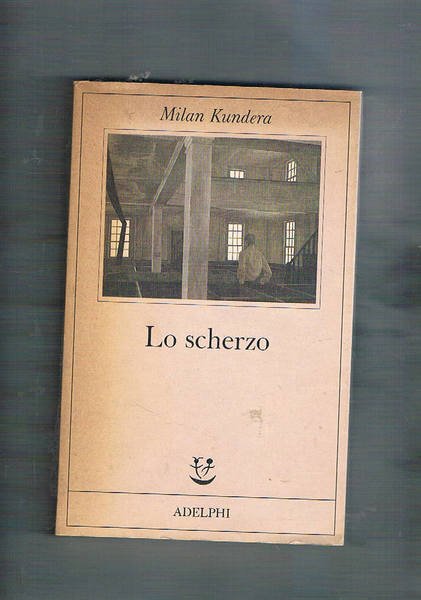 Milan Kundera
Lo scherzo
ADELPHI